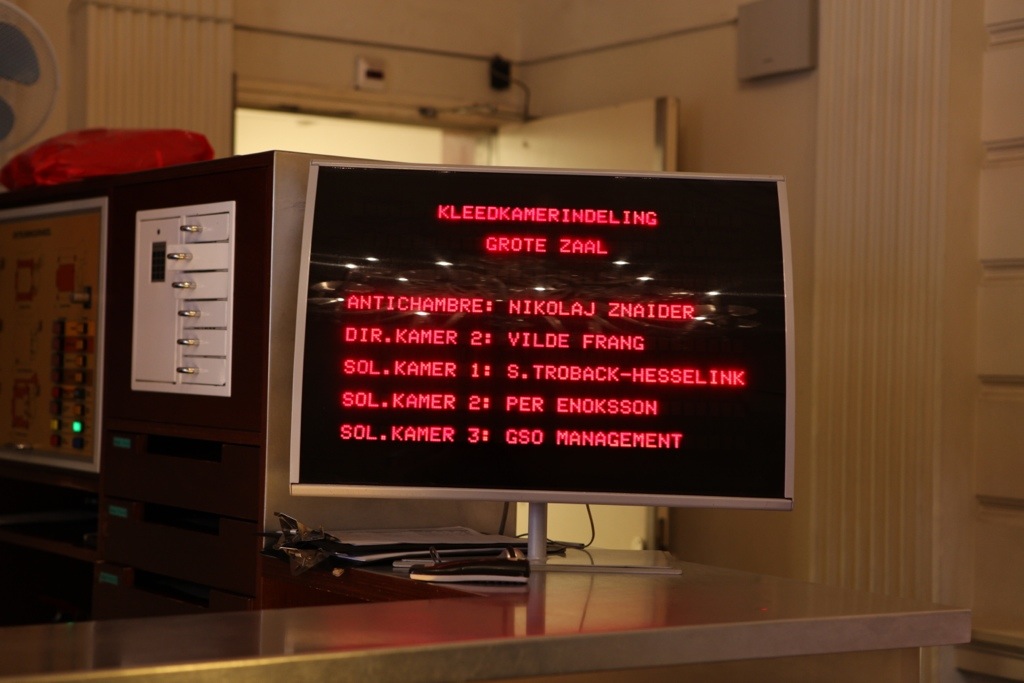 KLEEDKAMERINDELING
GROTE ZAAL
ANTICHAMBRE: NIKOLAJ ZNAIDER
DIR.KAMER 2: VILDE FRANG
SOL.KAMER 1: S.TROBACK-HESSELINK
SOL.KAMER 2: PER ENOKSSON
SOL.KAMER 3: GSO MANAGEMENT